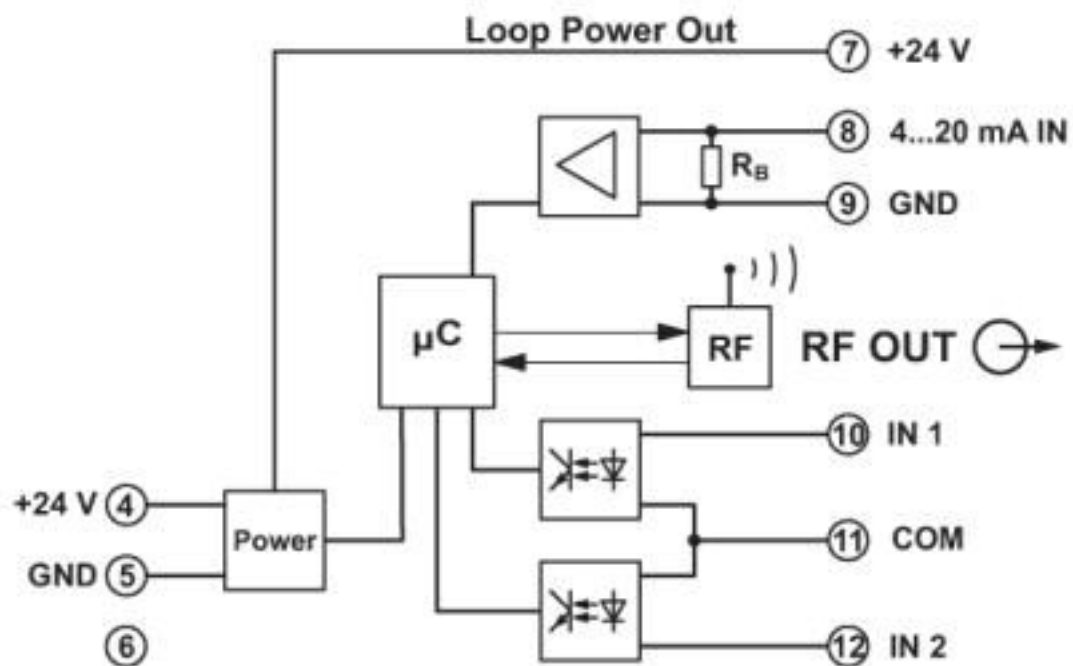 Loop Power Out
7 +24 V
8 4...20 mA IN
R_B
9 GND
µC
RF
RF OUT
10 IN 1
+24 V 4
Power
11 COM
GND 5
6
12 IN 2